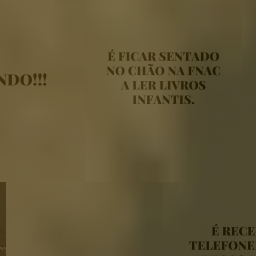 É FICAR SENTADO
NO CHÃO NA FNAC
A LER LIVROS
INFANTIS.
NDO!!!
É RECE
TELEFONE